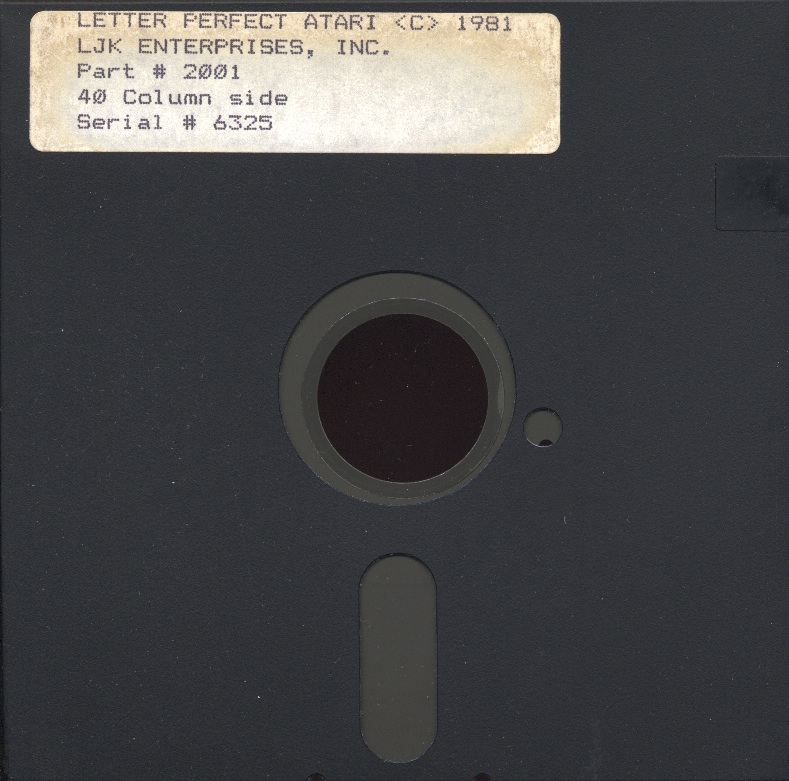 LETTER PERFECT ATARI <C> 1981
LJK ENTERPRISES, INC.
Part # 2001
40 Column side
Serial # 6325